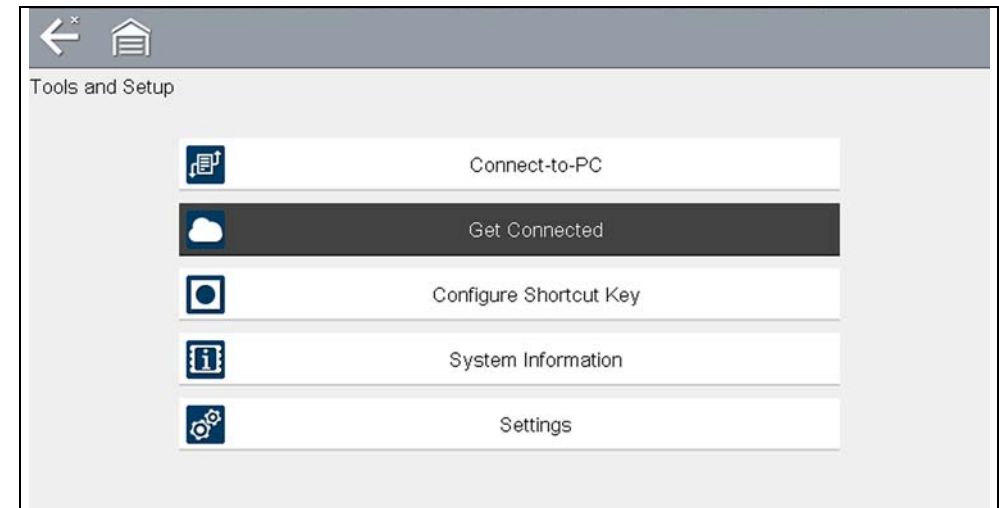 Tools and Setup
Connect-to-PC
Get Connected
Configure Shortcut Key
System Information
Settings